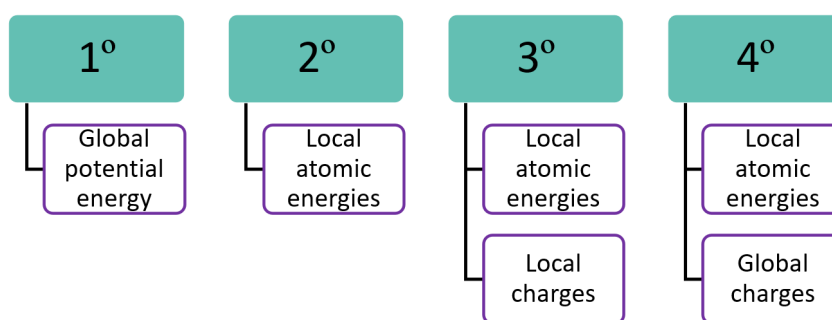 1º
2º
3º
4º
Global
potential
energy
Local
atomic
energies
Local
atomic
energies
Local
atomic
energies
Local
charges
Global
charges